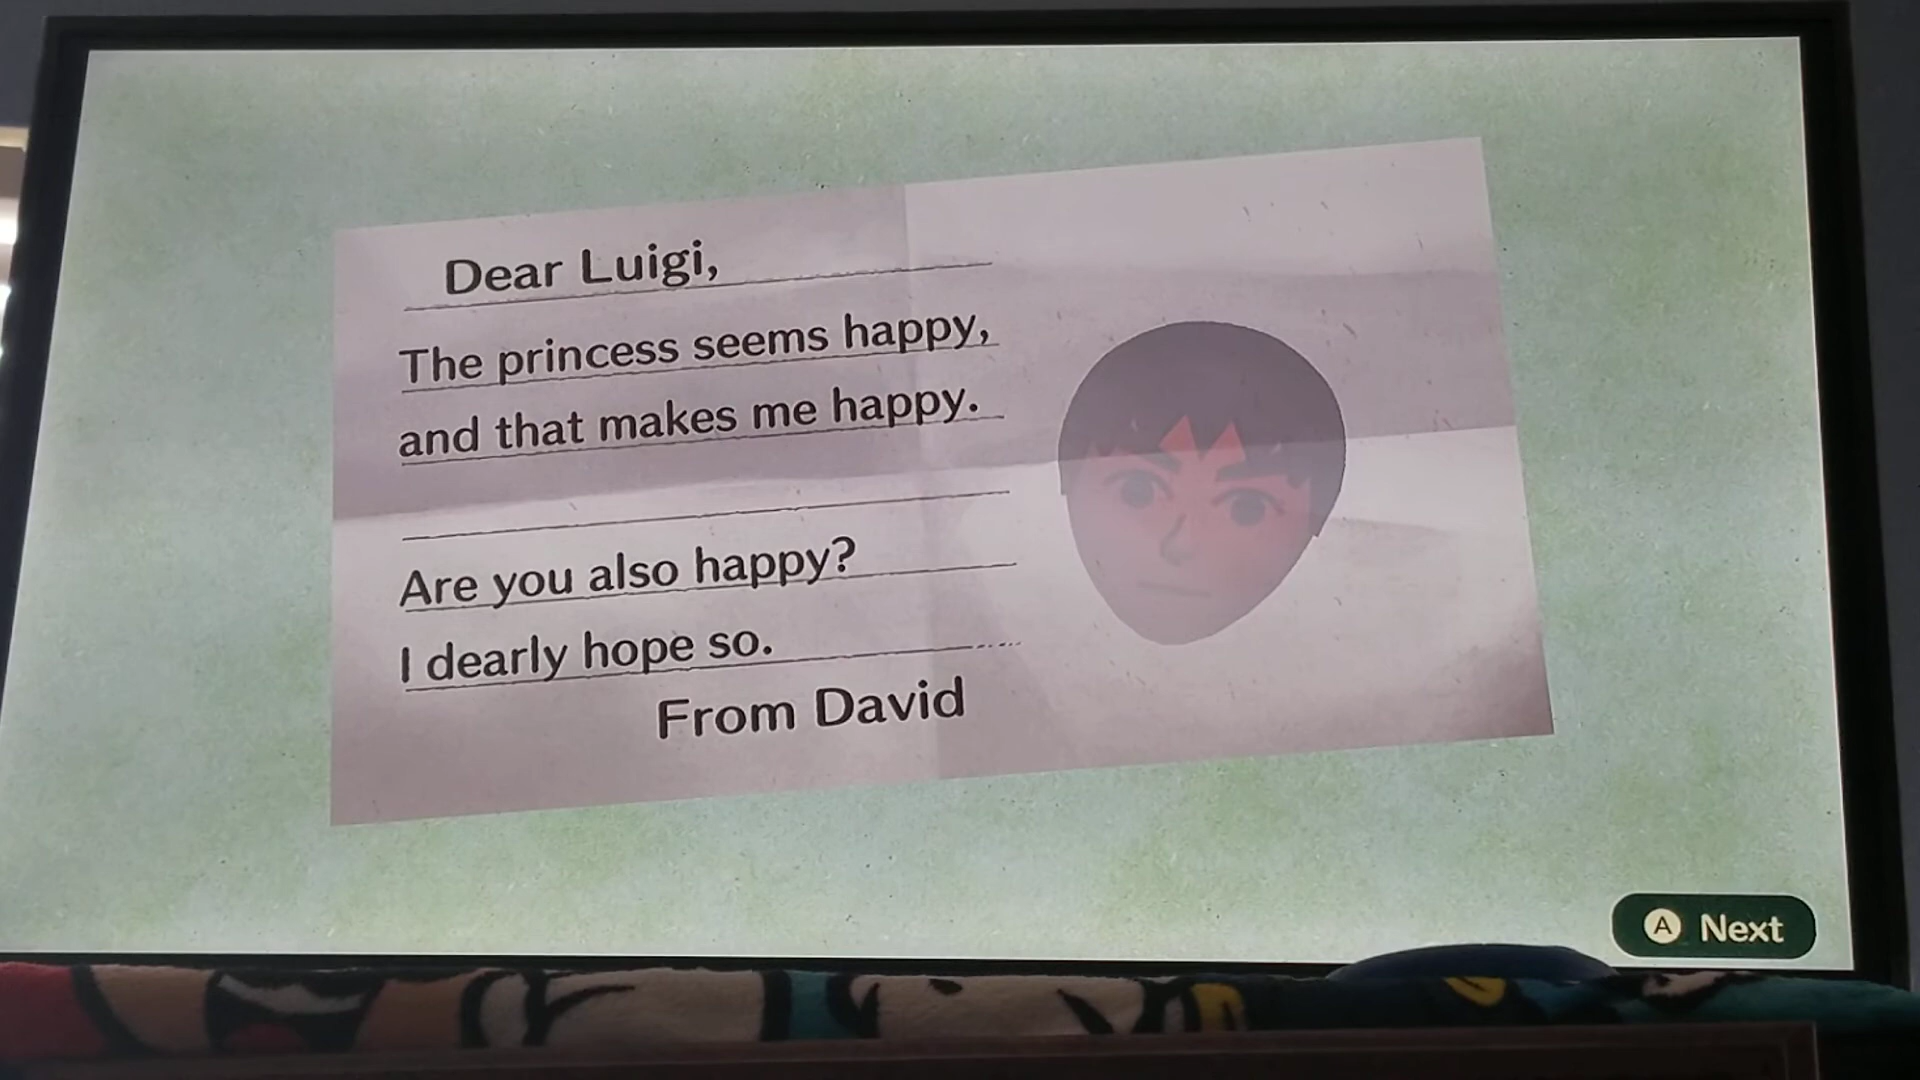 Dear Luigi,
The princess seems happy,
and that makes me happy.
Are you also happy?
I dearly hope so.
From David
A Next